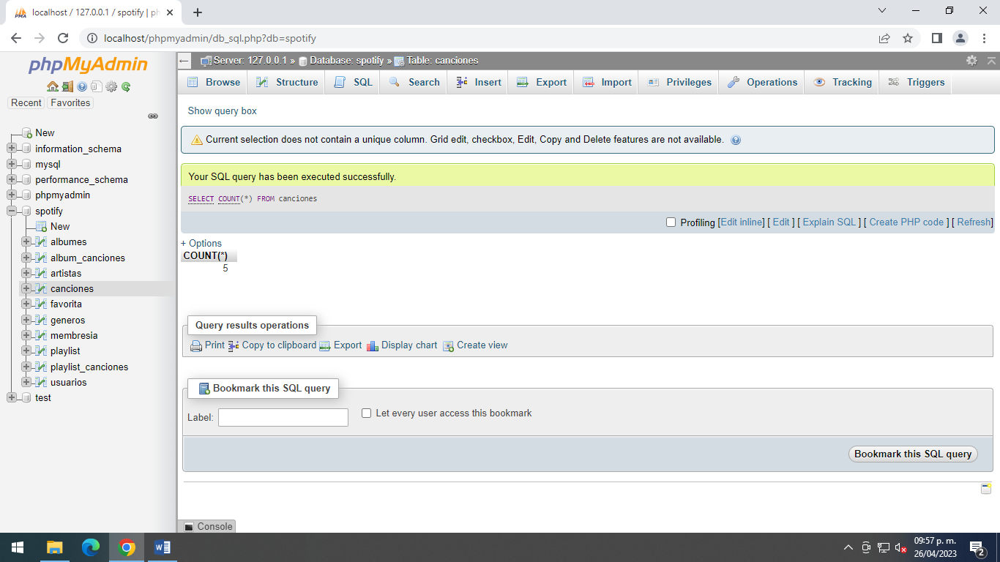 localhost / 127.0.0.1 / spotify | ph
localhost/phpmyadmin/db_sql.php?db=spotify
phpMyAdmin
Recent Favorites
New
information_schema
mysql
performance_schema
phpmyadmin
spotify
New
albumes
album_canciones
artistas
canciones
favorita
generos
membresia
playlist
playlist_canciones
usuarios
test
Server: 127.0.0.1 » Database: spotify » Table: canciones
Browse Structure SQL Search Insert Export Import Privileges Operations Tracking Triggers
Show query box
Current selection does not contain a unique column. Grid edit, checkbox, Edit, Copy and Delete features are not available.
Your SQL query has been executed successfully.
SELECT COUNT(*) FROM canciones
Profiling [Edit inline] [ Edit ] [ Explain SQL ] [ Create PHP code ] [ Refresh]
+ Options
COUNT(*)
5
Query results operations
Print Copy to clipboard Export Display chart Create view
Bookmark this SQL query
Label: Let every user access this bookmark
Bookmark this SQL query
Console
09:57 p. m.
26/04/2023
2